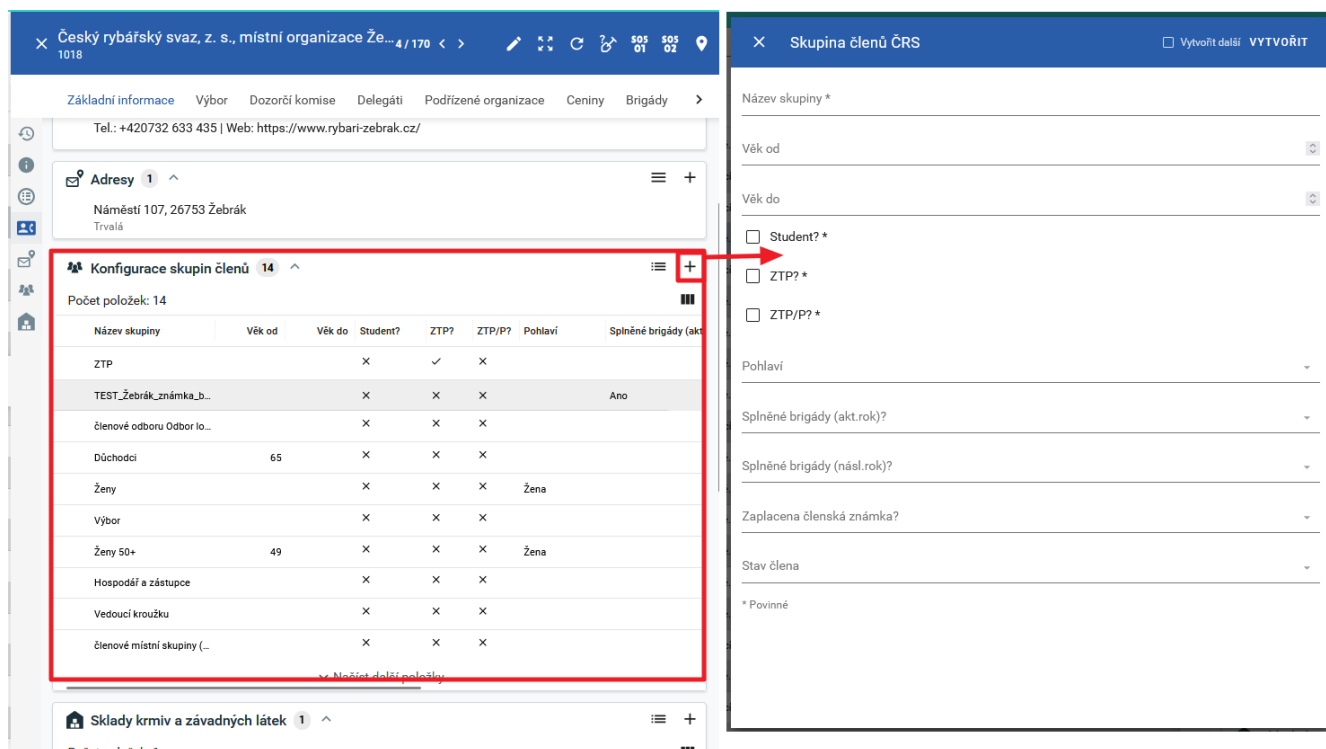 Český rybářský svaz, z. s., místní organizace Že... 4 / 170
1018
SOS 01
SOS 02
Základní informace Výbor Dozorčí komise Delegáti Podřízené organizace Ceniny Brigády
Tel.: +420732 633 435 | Web: https://www.rybari-zebrak.cz/
Adresy 1
Náměstí 107, 26753 Žebrák
Trvalá
Konfigurace skupin členů 14
Počet položek: 14
Název skupiny Věk od Věk do Student? ZTP? ZTP/P? Pohlaví Splněné brigády (akt
ZTP
TEST_Žebrák_známka_b... Ano
členové odboru Odbor lo...
Důchodci 65
Ženy Žena
Výbor
Ženy 50+ 49 Žena
Hospodář a zástupce
Vedoucí kroužku
členové místní skupiny (...
Načíst další položky
Sklady krmiv a závadných látek 1
Skupina členů ČRS Vytvořit další VYTVOŘIT
Název skupiny *
Věk od
Věk do
Student? *
ZTP? *
ZTP/P? *
Pohlaví
Splněné brigády (akt.rok)?
Splněné brigády (násl.rok)?
Zaplacena členská známka?
Stav člena
* Povinné